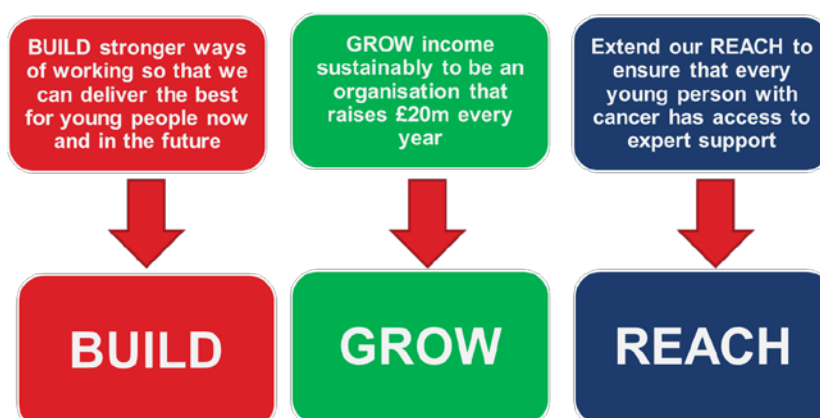 BUILD stronger ways
of working so that we
can deliver the best
for young people now
and in the future
GROW income
sustainably to be an
organisation that
raises £20m every
year
Extend our REACH to
ensure that every
young person with
cancer has access to
expert support
BUILD
GROW
REACH